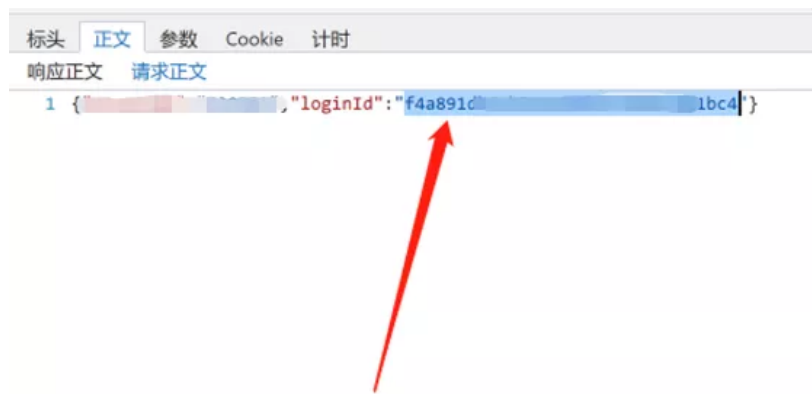 标头 正文 参数 Cookie 计时
响应正文 请求正文
1 {" ","loginId":"f4a891d 1bc4"}